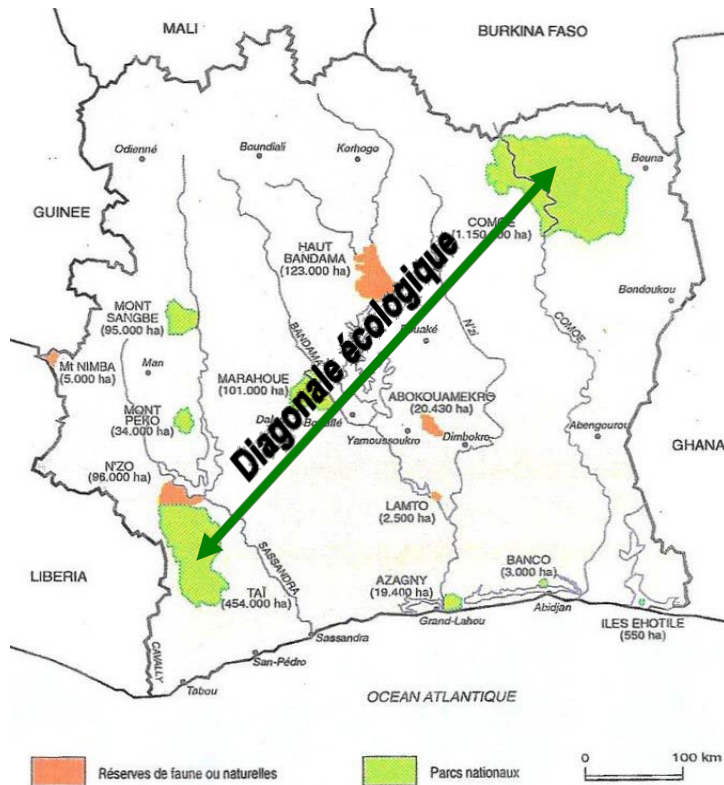 MALI
BURKINA FASO
Odienné
Boundiali
Korhogo
Bouna
GUINEE
COMOE
HAUT
BANDAMA
(123.000 ha)
MONT
SANGBE
(95.000 ha)
Bondoukou
Mt NIMBA
(5.000 ha)
Man
BANDAMA
N'zi
COMOE
MARAHOUE
(101.000 ha)
Diagonale écologique
ABOKOUAMEKRO
(20.430 ha)
MONT
PEKO
(34.000 ha)
Yamoussoukro
Dimbokro
Abengourou
GHANA
N'ZO
(96.000 ha)
LAMTO
(2.500 ha)
SASSANDRA
LIBERIA
TAÏ
(454.000 ha)
AZAGNY
(19.400 ha)
BANCO
(3.000 ha)
Grand-Lahou
Abidjan
ILES EHOTILE
(550 ha)
Sassandra
San-Pédro
CAVALLY
Tabou
OCEAN ATLANTIQUE
Réserves de faune ou naturelles
Parcs nationaux
0 100 km